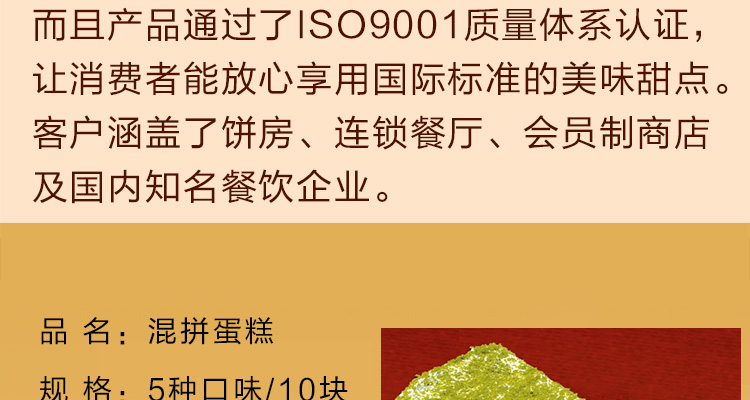 而且产品通过了ISO9001质量体系认证，
让消费者能放心享用国际标准的美味甜点。
客户涵盖了饼房、连锁餐厅、会员制商店
及国内知名餐饮企业。
品 名：混拼蛋糕
规 格：5种口味/10块